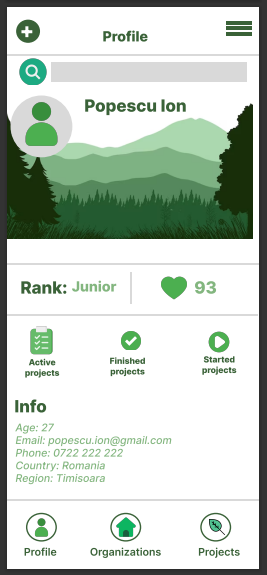 Profile
Popescu Ion
Rank: Junior
93
Active
projects
Finished
projects
Started
projects
Info
Age: 27
Email: popescu.ion@gmail.com
Phone: 0722 222 222
Country: Romania
Region: Timisoara
Profile
Organizations
Projects